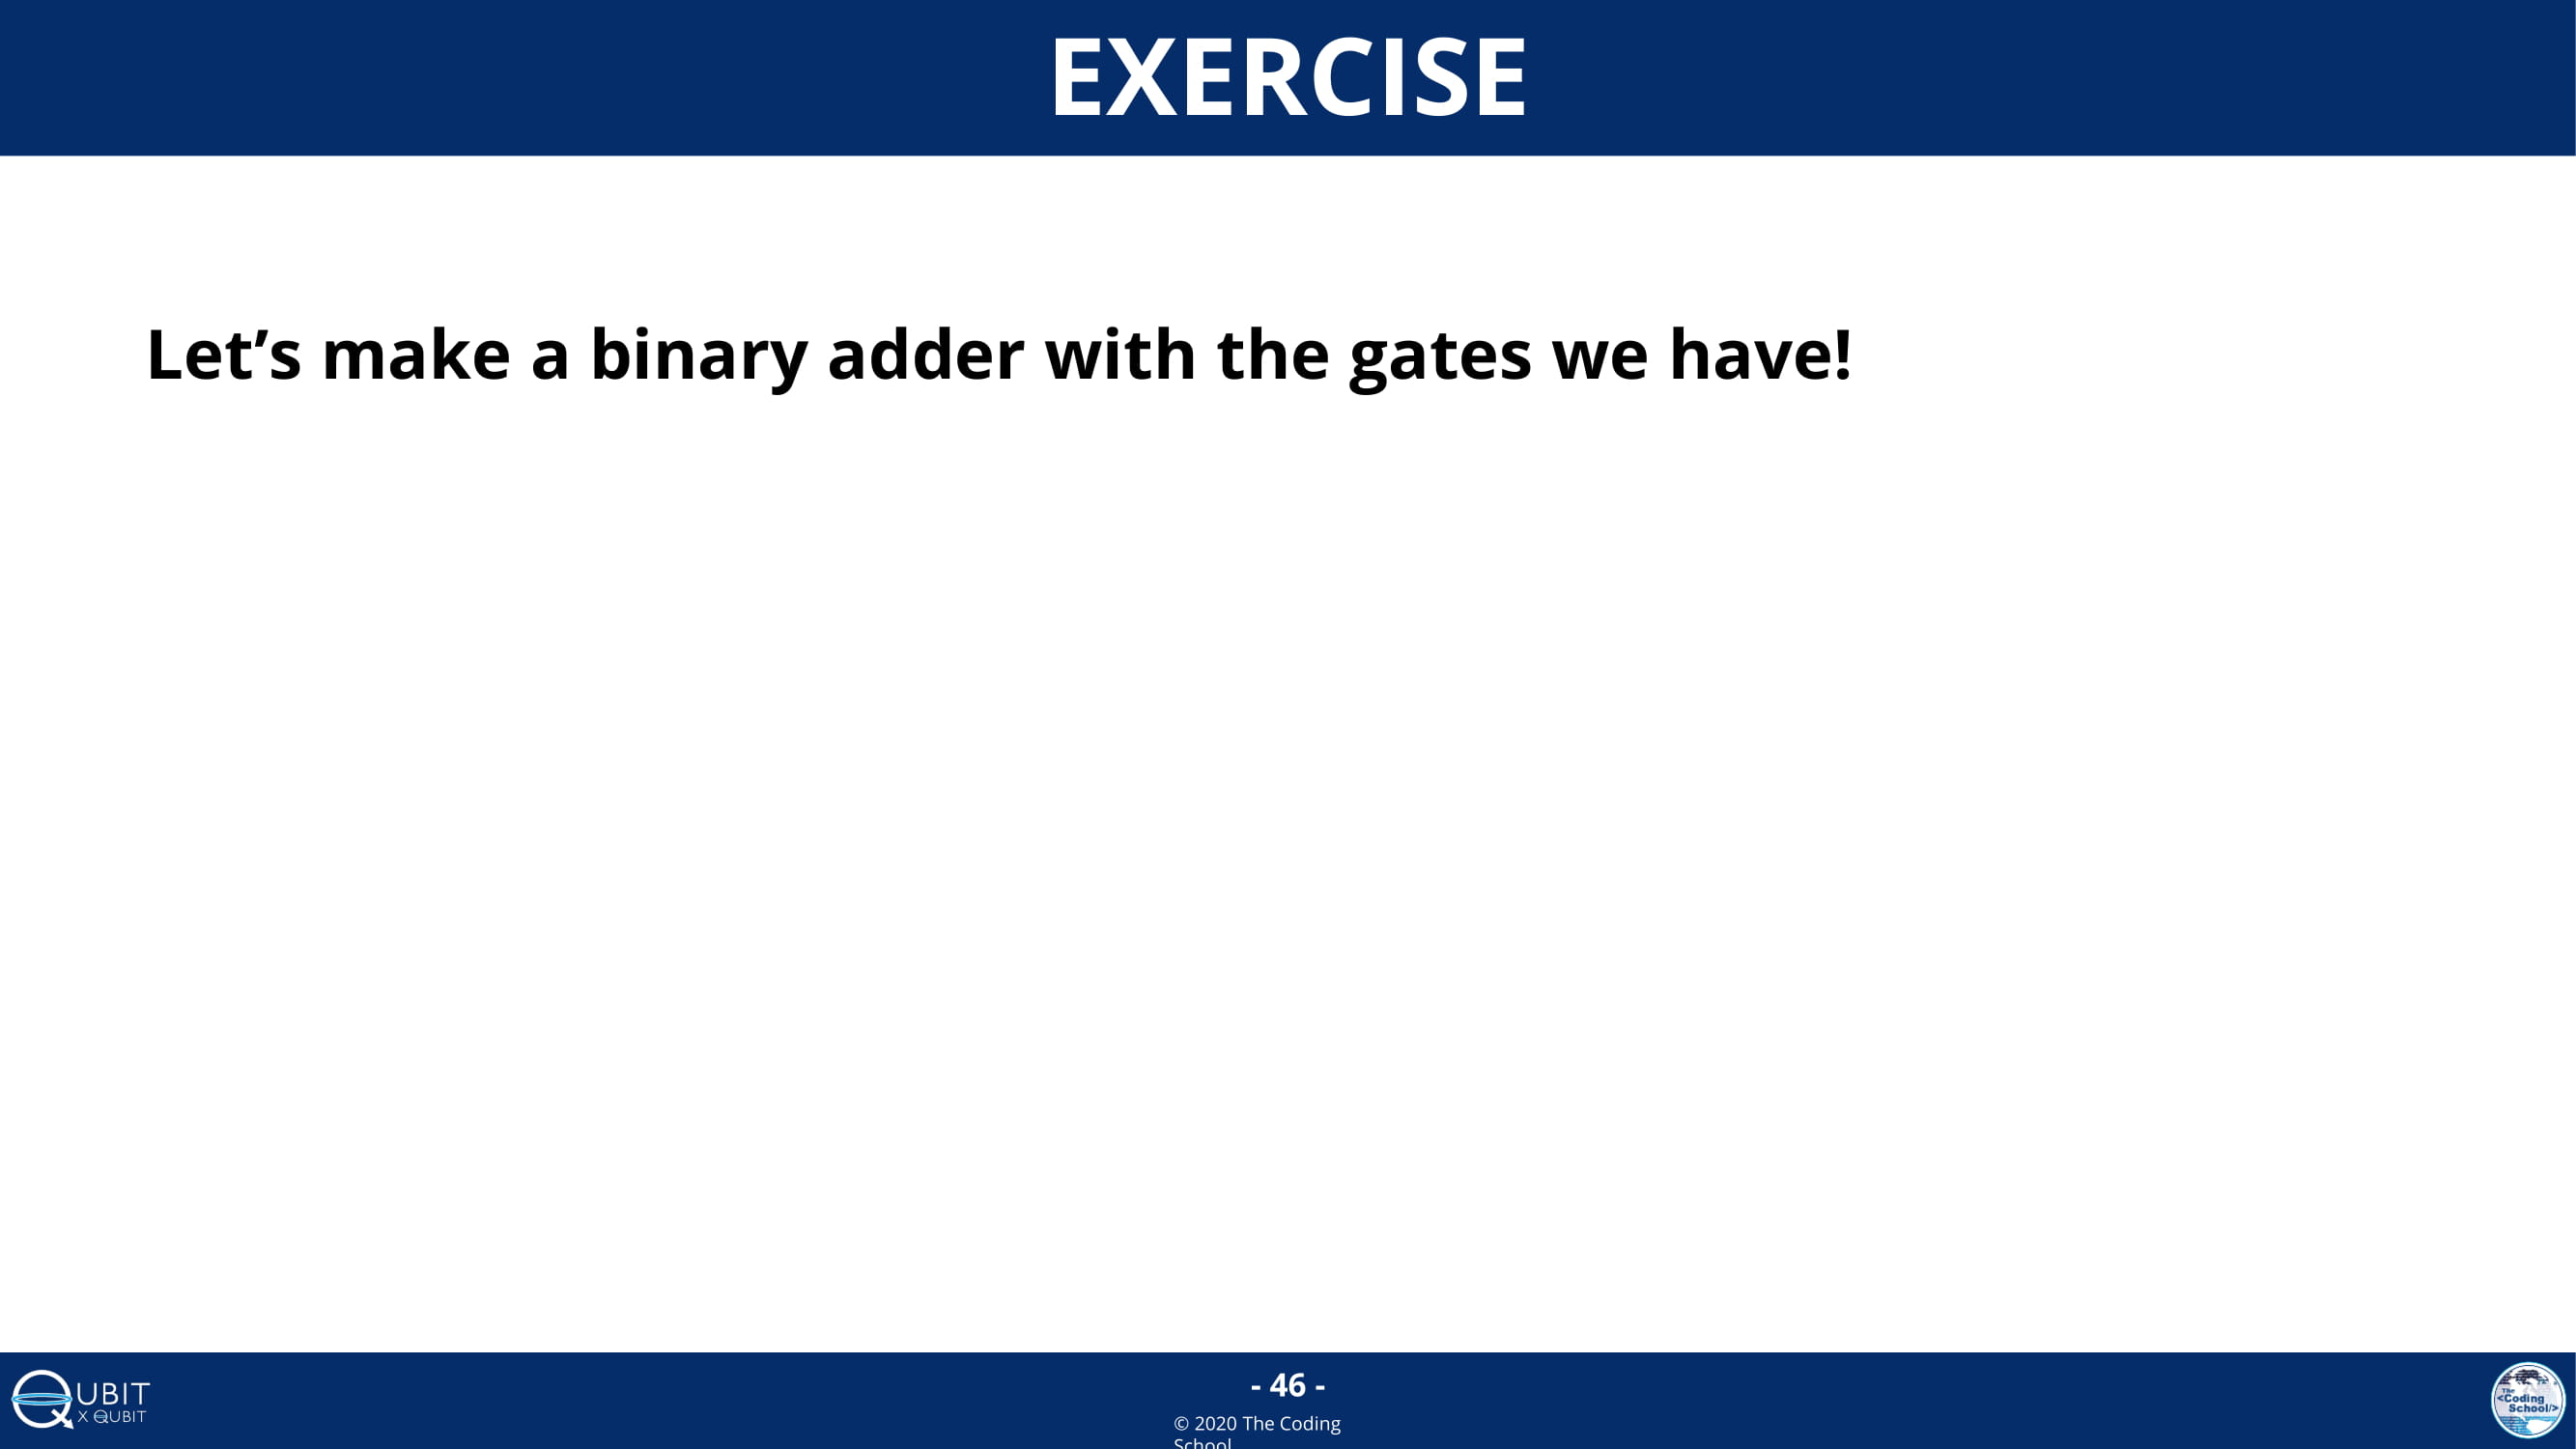 EXERCISE
Let’s make a binary adder with the gates we have!
QUBIT
X QUBIT
- 46 -
© 2020 The Coding
School
The
<Coding
School/>